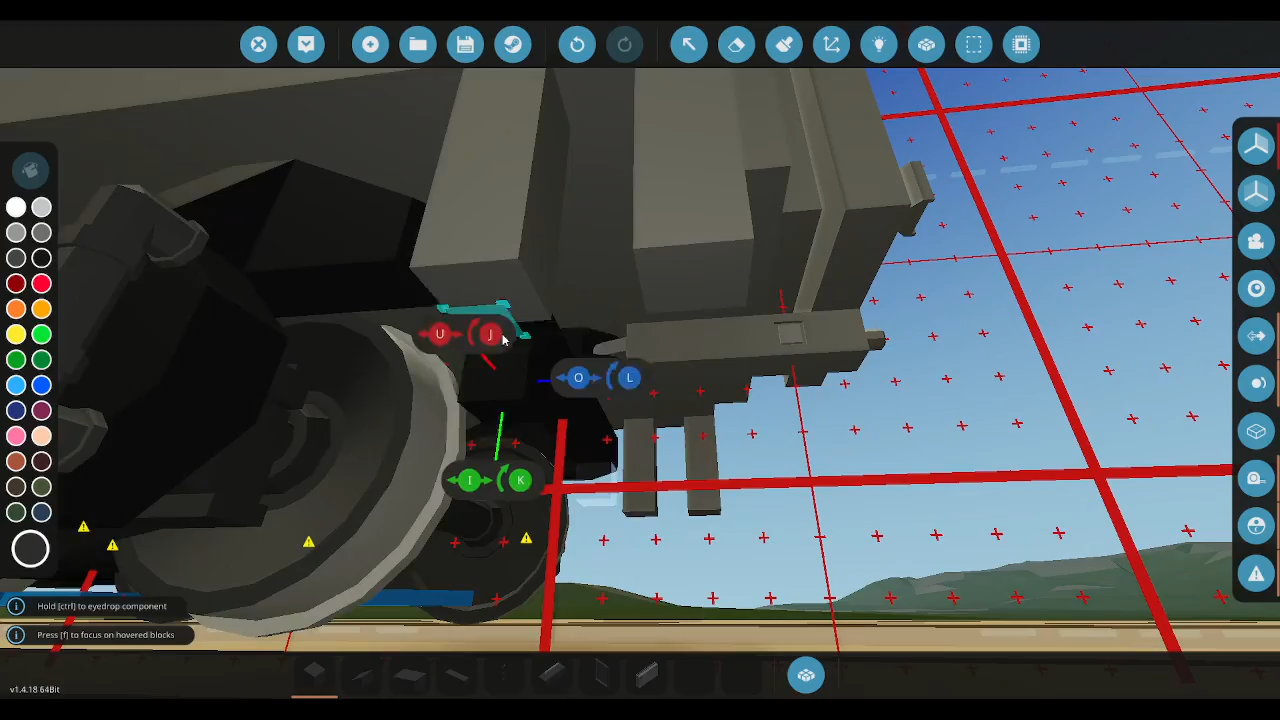 U
J
O
L
I
K
Hold [ctrl] to eyedrop component
Press [f] to focus on hovered blocks
v1.4.18 64Bit